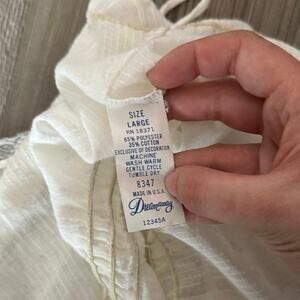 SIZE
LARGE
RN 18371
65% POLYESTER
35% COTTON
EXCLUSIVE OF DECORATION
MACHINE
WASH WARM
GENTLE CYCLE
TUMBLE DRY
8347
MADE IN U.S.A.
Dreamaway
12345A